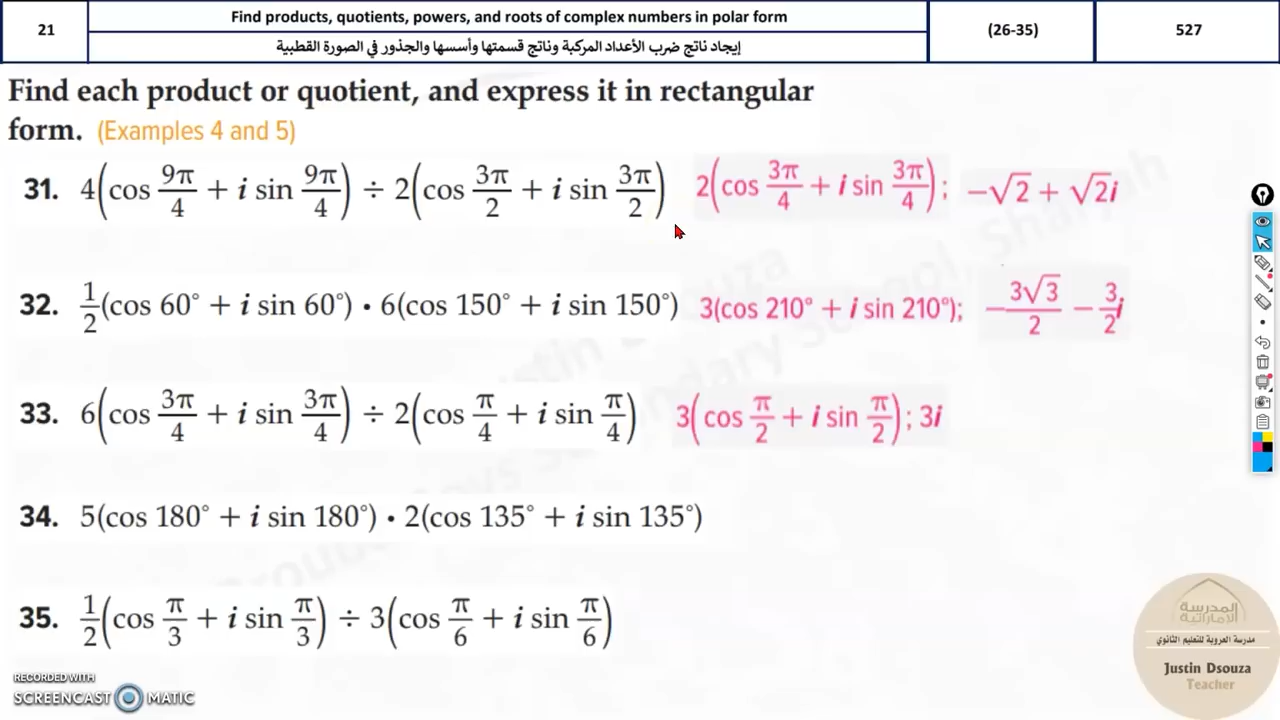 21
Find products, quotients, powers, and roots of complex numbers in polar form
إيجاد ناتج ضرب الأعداد المركبة وناتج قسمتها وأسسها والجذور في الصورة القطبية
(26-35)
527
Find each product or quotient, and express it in rectangular
form. (Examples 4 and 5)
31. 4(cos 9π/4 + i sin 9π/4) ÷ 2(cos 3π/2 + i sin 3π/2) 2(cos 3π/4 + i sin 3π/4); −√2 + √2i
32. 1/2(cos 60° + i sin 60°) • 6(cos 150° + i sin 150°) 3(cos 210° + i sin 210°); −3√3/2 − 3/2i
33. 6(cos 3π/4 + i sin 3π/4) ÷ 2(cos π/4 + i sin π/4) 3(cos π/2 + i sin π/2); 3i
34. 5(cos 180° + i sin 180°) • 2(cos 135° + i sin 135°)
35. 1/2(cos π/3 + i sin π/3) ÷ 3(cos π/6 + i sin π/6)
المدرسة
الإماراتية
مدرسة العروبة للتعليم الثانوي
Justin Dsouza
Teacher
RECORDED WITH
SCREENCAST MATIC